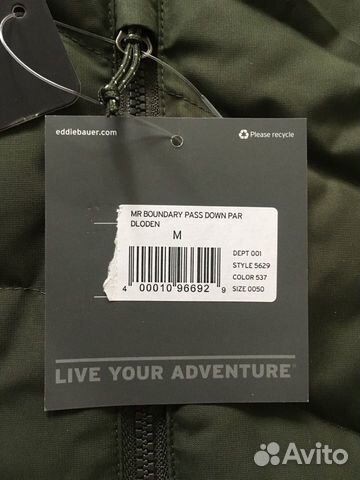 eddiebauer.com
Please recycle
MR BOUNDARY PASS DOWN PAR
DLODEN
M
DEPT 001
STYLE 5629
COLOR 537
SIZE 0050
4 00010 96692 9
LIVE YOUR ADVENTURE®
Avito